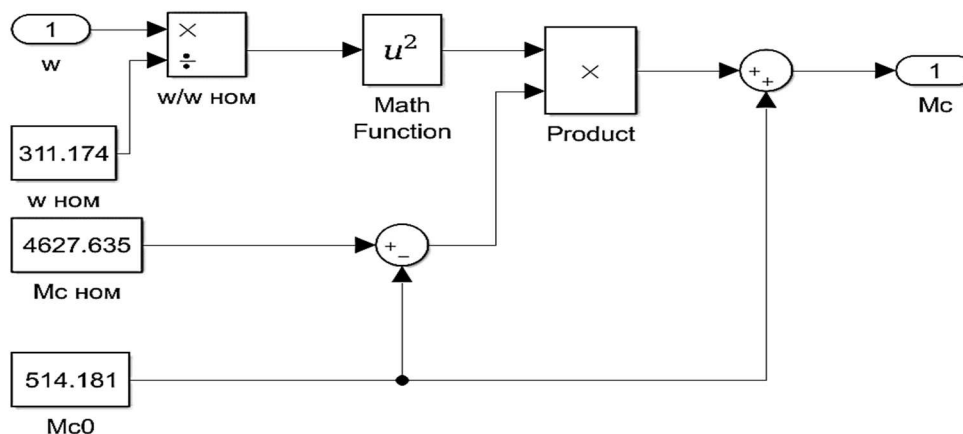 1
w
×
÷
w/w ном
311.174
w ном
u²
Math
Function
×
Product
+
+
1
Mc
4627.635
Mc ном
+
−
514.181
Mc0